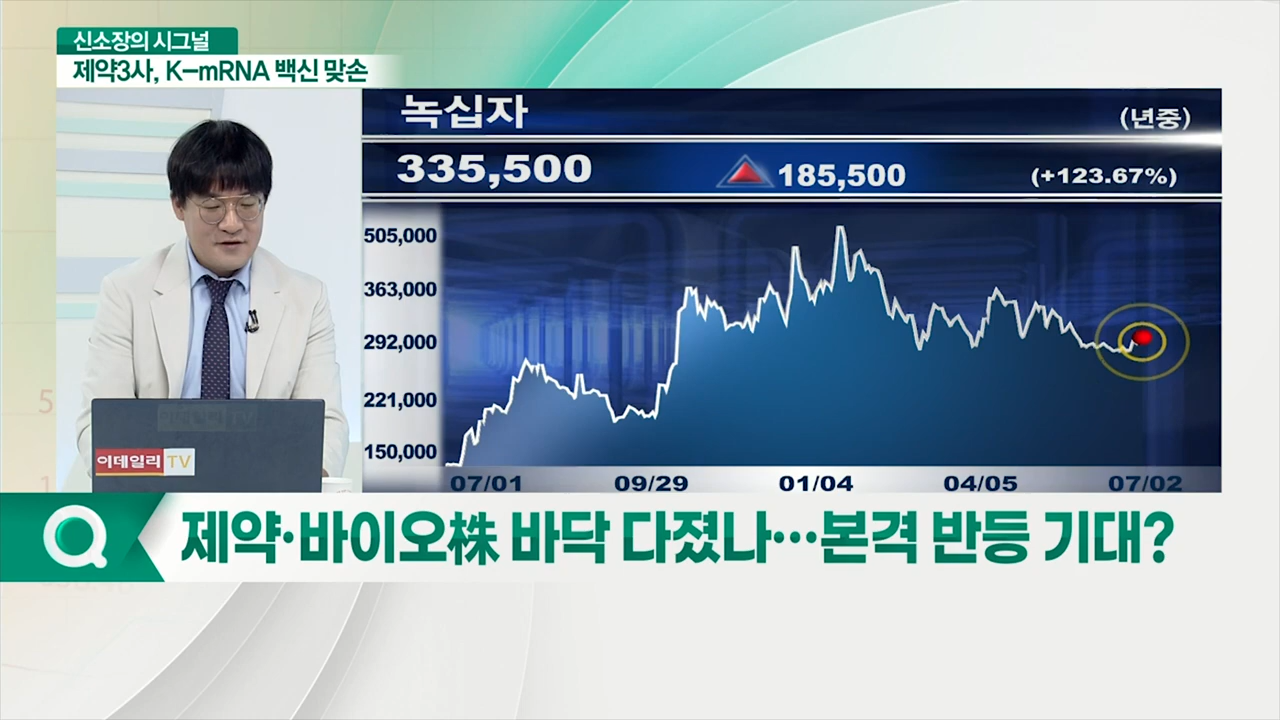 신소장의 시그널
제약3사, K-mRNA 백신 맞손
녹십자
(년중)
335,500
185,500
(+123.67%)
505,000
363,000
292,000
221,000
150,000
07/01
09/29
01/04
04/05
07/02
이데일리TV
이데일리TV
제약·바이오株 바닥 다졌나…본격 반등 기대?